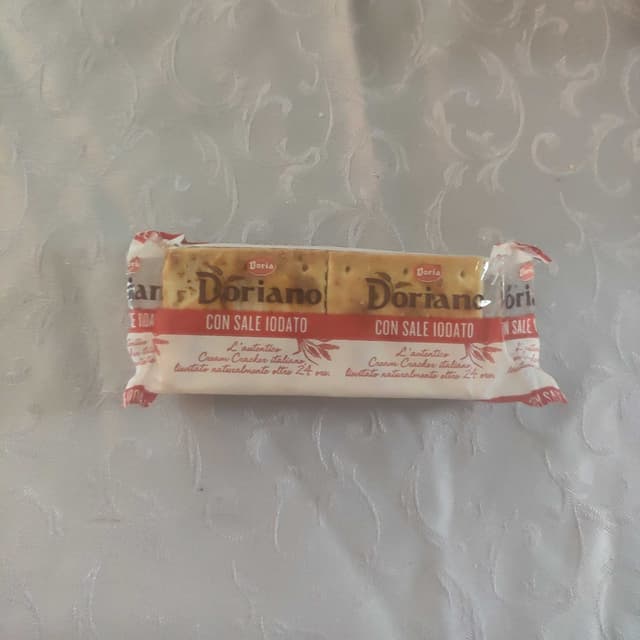 Doria Doria
Doriano Doriano
CON SALE IODATO CON SALE IODATO
L'autentico L'autentico
Cream Cracker italiano Cream Cracker italiano
lievitato naturalmente oltre 24 ore. lievitato naturalmente oltre 24 ore.